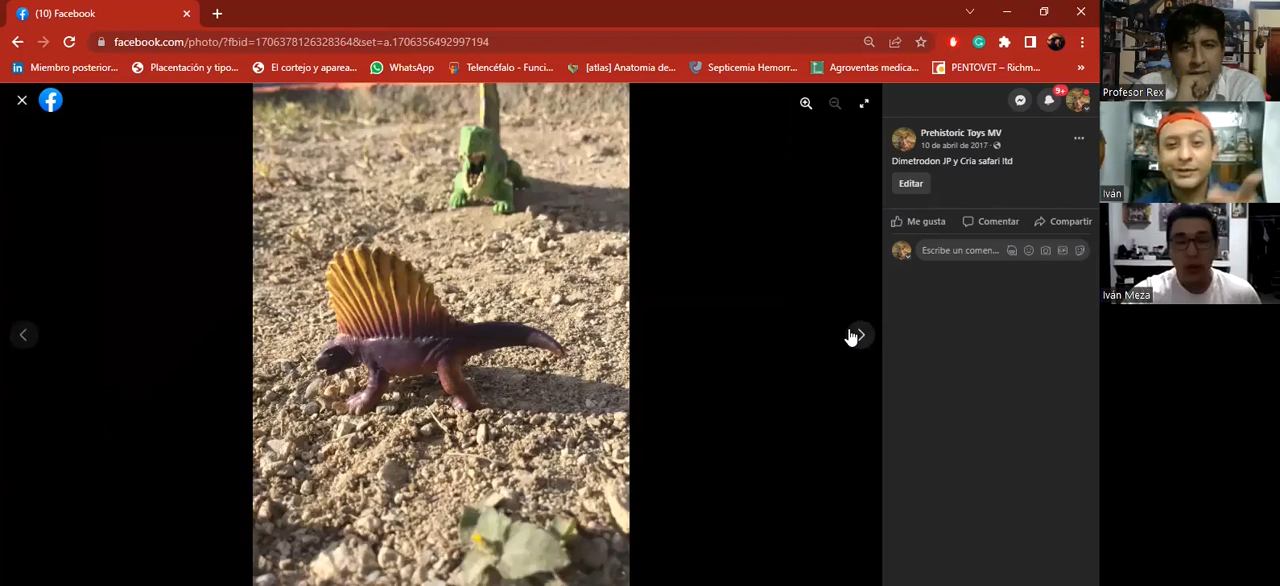 (10) Facebook
facebook.com/photo/?fbid=1706378126328364&set=a.1706356492997194
Miembro posterior...
Placentación y tipo...
El cortejo y aparea...
WhatsApp
Telencéfalo - Funci...
[atlas] Anatomia de...
Septicemia Hemorr...
Agroventas medica...
PENTOVET – Richm...
»
9+
Prehistoric Toys MV
10 de abril de 2017 ·
Dimetrodon JP y Cria safari ltd
Editar
Me gusta
Comentar
Compartir
Escribe un comen...
Profesor Rex
Iván
Iván Meza